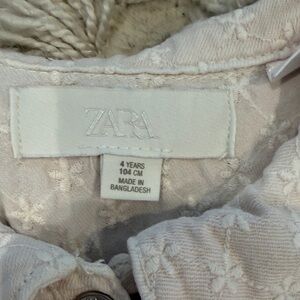 ZARA
4 YEARS
104 CM
MADE IN
BANGLADESH